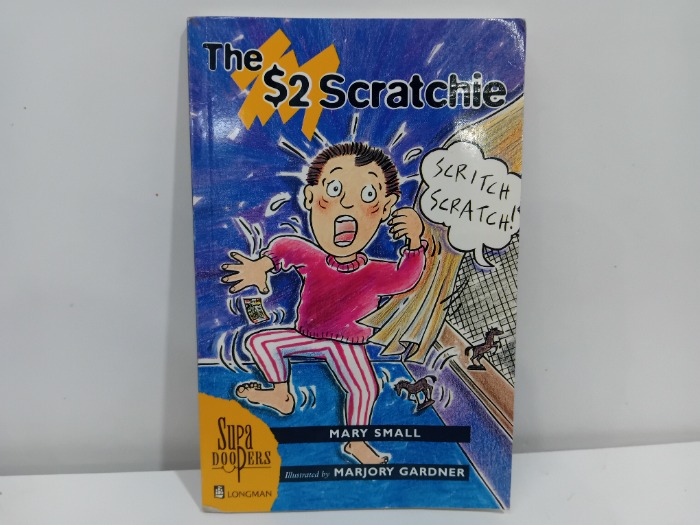 The
$2 Scratchie
SCRITCH
SCRATCH!
MARY SMALL
Illustrated by MARJORY GARDNER
Supa
DOOPERS
LONGMAN